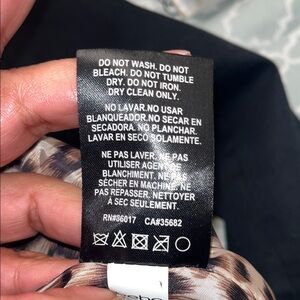 DO NOT WASH. DO NOT
BLEACH. DO NOT TUMBLE
DRY. DO NOT IRON.
DRY CLEAN ONLY.
NO LAVAR.NO USAR
BLANQUEADOR.NO SECAR EN
SECADORA. NO PLANCHAR.
LAVAR EN SECO SOLAMENTE.
NE PAS LAVER. NE PAS
UTILISER AGENT DE
BLANCHIMENT. NE PAS
SÉCHER EN MACHINE. NE
PAS REPASSER. NETTOYER
À SEC SEULEMENT.
RN#86017 CA#35682